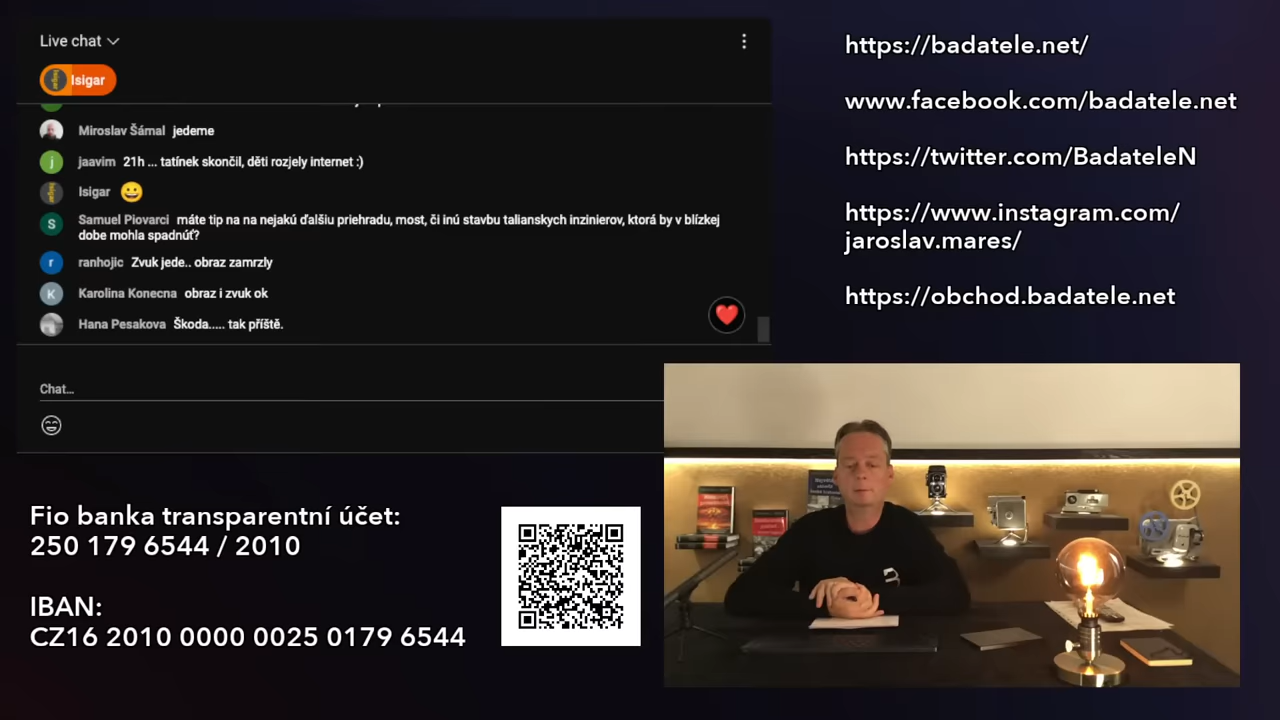 Live chat
Isigar
Miroslav Šámal jedeme
jaavim 21h ... tatínek skončil, děti rozjely internet :)
Isigar
Samuel Piovarci máte tip na na nejakú ďalšiu priehradu, most, či inú stavbu talianskych inzinierov, ktorá by v blízkej
dobe mohla spadnúť?
ranhojic Zvuk jede.. obraz zamrzly
Karolina Konecna obraz i zvuk ok
Hana Pesakova Škoda..... tak příště.
Chat...
https://badatele.net/
www.facebook.com/badatele.net
https://twitter.com/BadateleN
https://www.instagram.com/
jaroslav.mares/
https://obchod.badatele.net
Fio banka transparentní účet:
250 179 6544 / 2010
IBAN:
CZ16 2010 0000 0025 0179 6544